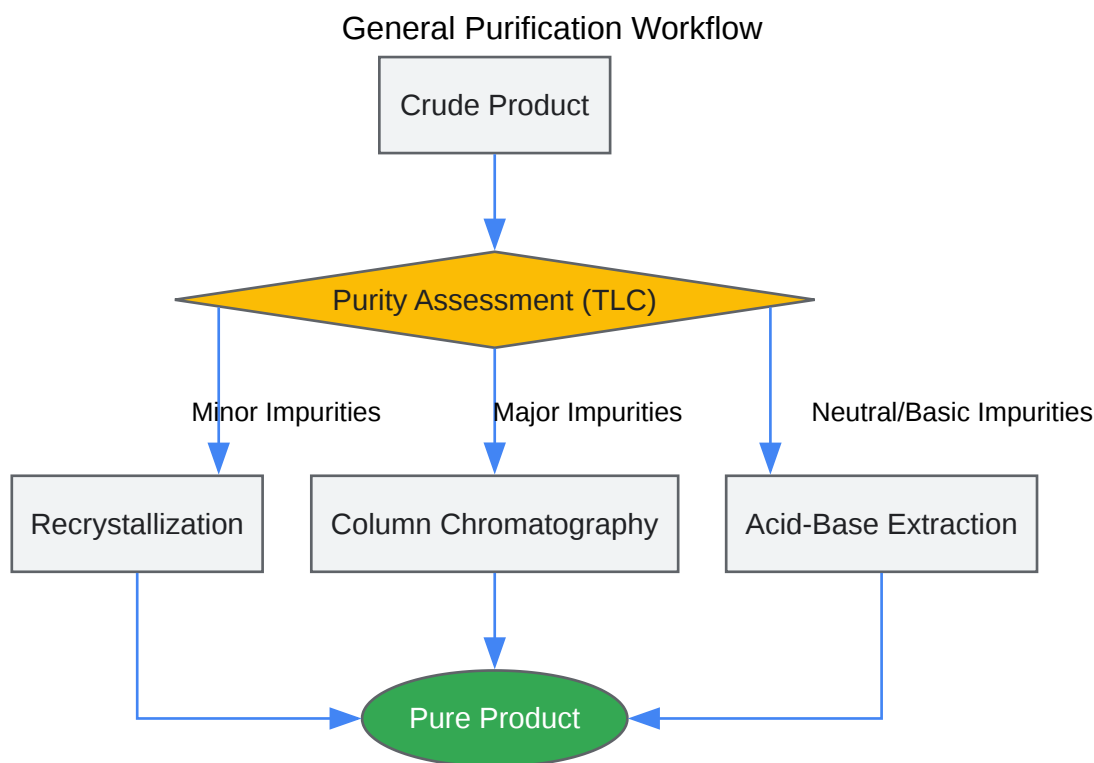 General Purification Workflow
Crude Product
Purity Assessment (TLC)
Minor Impurities
Major Impurities
Neutral/Basic Impurities
Recrystallization
Column Chromatography
Acid-Base Extraction
Pure Product